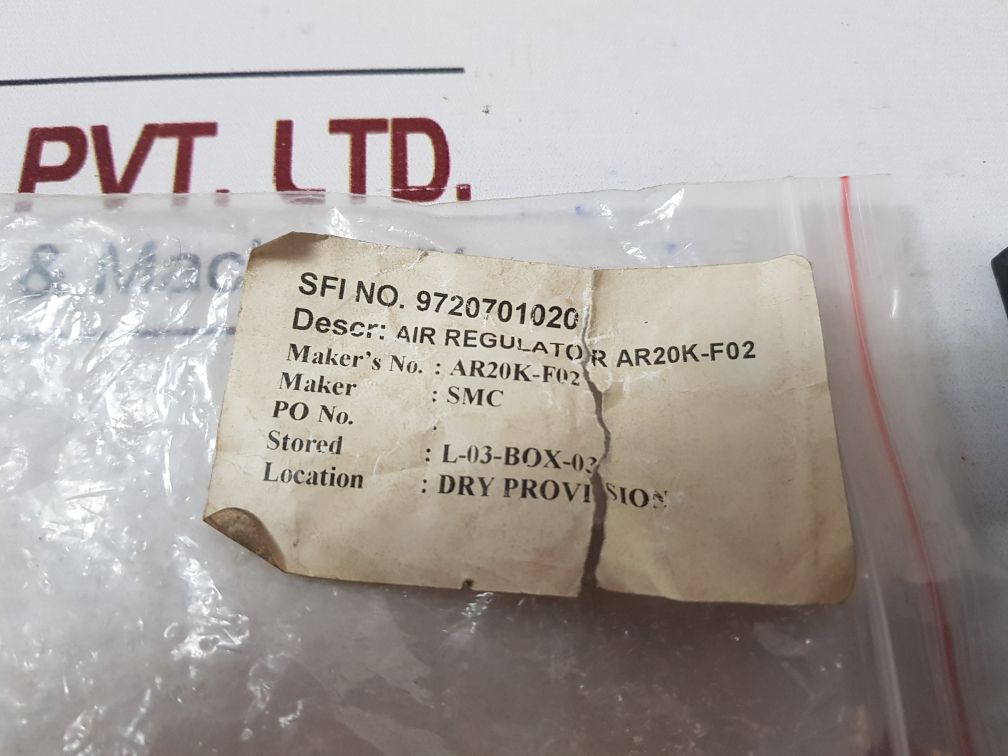 PVT. LTD.
&
SFI NO. 9720701020
Descr: AIR REGULATOR AR20K-F02
Maker's No. : AR20K-F02
Maker : SMC
PO No. :
Stored : L-03-BOX-03
Location : DRY PROVISION